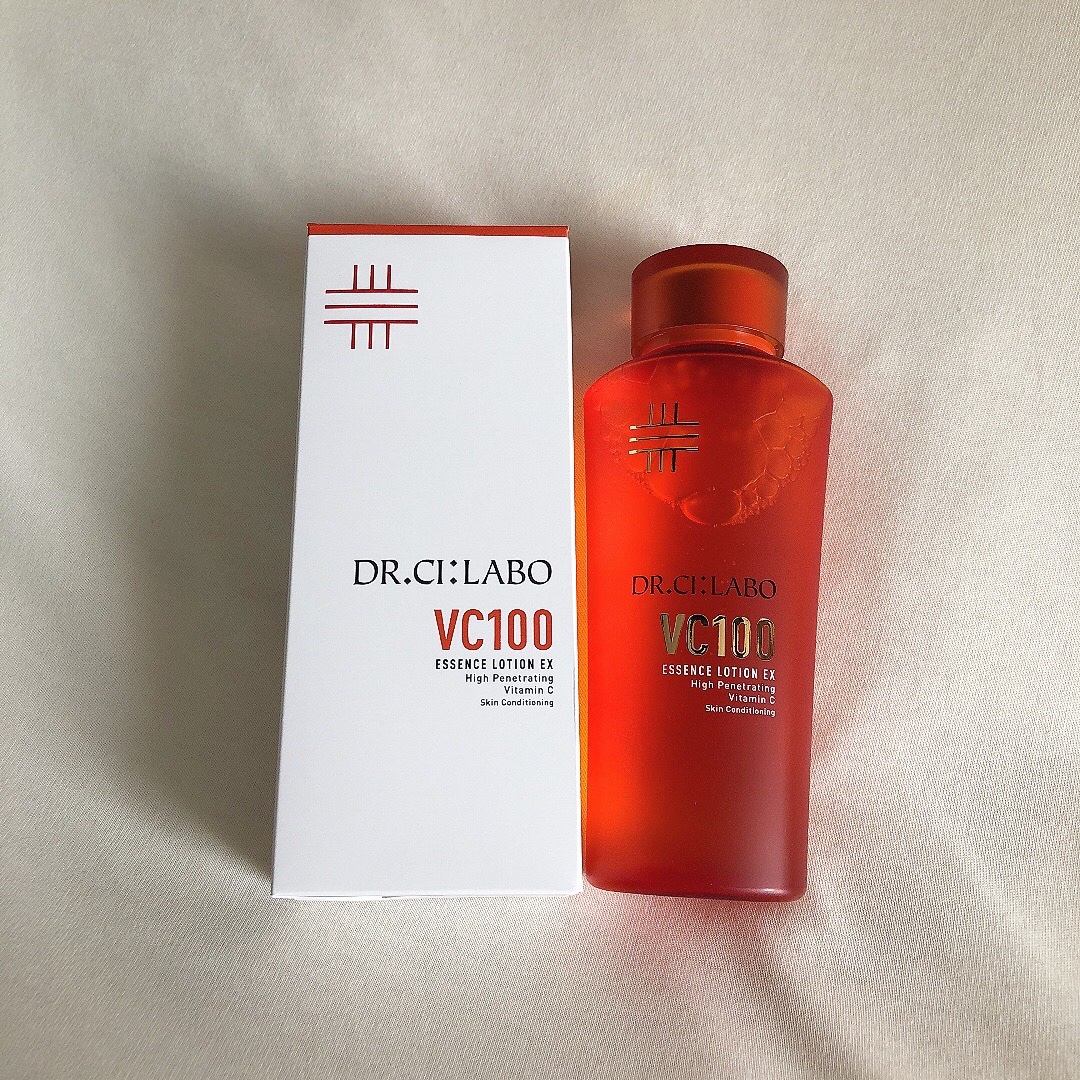 DR.CI:LABO
VC100
ESSENCE LOTION EX
High Penetrating
Vitamin C
Skin Conditioning
DR.CI:LABO
VC100
ESSENCE LOTION EX
High Penetrating
Vitamin C
Skin Conditioning